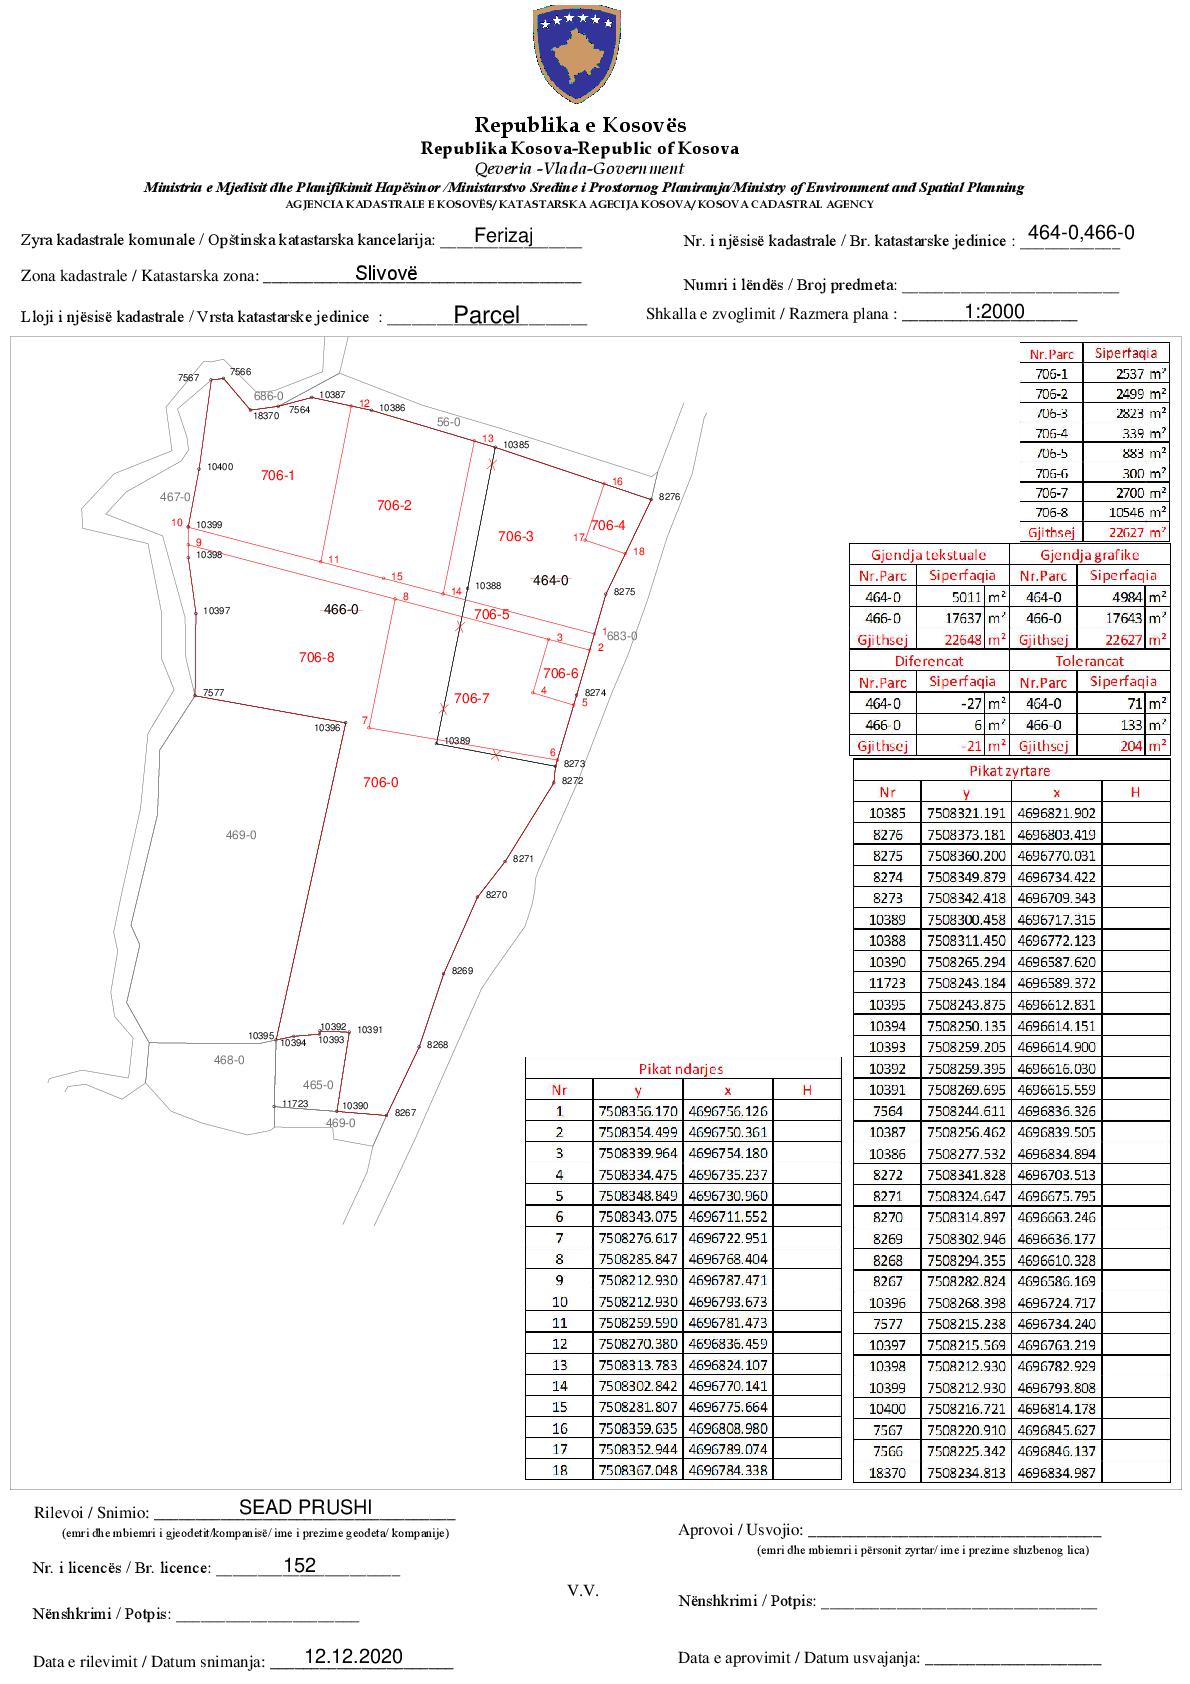 Republika e Kosovës
Republika Kosova-Republic of Kosova
Qeveria -Vlada-Government
Ministria e Mjedisit dhe Planifikimit Hapësinor /Ministarstvo Sredine i Prostornog Planiranja/Ministry of Environment and Spatial Planning
AGJENCIA KADASTRALE E KOSOVËS/ KATASTARSKA AGECIJA KOSOVA/ KOSOVA CADASTRAL AGENCY
Zyra kadastrale komunale / Opštinska katastarska kancelarija: Ferizaj
Nr. i njësisë kadastrale / Br. katastarske jedinice : 464-0,466-0
Zona kadastrale / Katastarska zona: Slivovë
Numri i lëndës / Broj predmeta:
Lloji i njësisë kadastrale / Vrsta katastarske jedinice : Parcel
Shkalla e zvoglimit / Razmera plana : 1:2000
7567
7566
686-0
18370
7564
10387
12
10386
56-0
13
10385
16
8276
10400
706-1
467-0
706-2
706-4
706-3
17
18
10
10399
9
10398
11
15
14
10388
464-0
8275
8
466-0
10397
706-5
1
683-0
3
2
706-8
706-6
706-7
4
8274
5
7577
10396
7
10389
6
8273
8272
706-0
469-0
8271
8270
8269
10395
10394
10392
10393
10391
8268
468-0
465-0
11723
10390
8267
469-0
Nr.Parc Siperfaqia
706-1 2537 m²
706-2 2499 m²
706-3 2823 m²
706-4 339 m²
706-5 883 m²
706-6 300 m²
706-7 2700 m²
706-8 10546 m²
Gjithsej 22627 m²
Gjendja tekstuale Gjendja grafike
Nr.Parc Siperfaqia Nr.Parc Siperfaqia
464-0 5011 m² 464-0 4984 m²
466-0 17637 m² 466-0 17643 m²
Gjithsej 22648 m² Gjithsej 22627 m²
Diferencat Tolerancat
Nr.Parc Siperfaqia Nr.Parc Siperfaqia
464-0 -27 m² 464-0 71 m²
466-0 6 m² 466-0 133 m²
Gjithsej -21 m² Gjithsej 204 m²
Pikat zyrtare
Nr y x H
10385 7508321.191 4696821.902
8276 7508373.181 4696803.419
8275 7508360.200 4696770.031
8274 7508349.879 4696734.422
8273 7508342.418 4696709.343
10389 7508300.458 4696717.315
10388 7508311.450 4696772.123
10390 7508265.294 4696587.620
11723 7508243.184 4696589.372
10395 7508243.875 4696612.831
10394 7508250.135 4696614.151
10393 7508259.205 4696614.900
10392 7508259.395 4696616.030
10391 7508269.695 4696615.559
7564 7508244.611 4696836.326
10387 7508256.462 4696839.505
10386 7508277.532 4696834.894
8272 7508341.828 4696703.513
8271 7508324.647 4696675.795
8270 7508314.897 4696663.246
8269 7508302.946 4696636.177
8268 7508294.355 4696610.328
8267 7508282.824 4696586.169
10396 7508268.398 4696724.717
7577 7508215.238 4696734.240
10397 7508215.569 4696763.219
10398 7508212.930 4696782.929
10399 7508212.930 4696793.808
10400 7508216.721 4696814.178
7567 7508220.910 4696845.627
7566 7508225.342 4696846.137
18370 7508234.813 4696834.987
Pikat ndarjes
Nr y x H
1 7508356.170 4696756.126
2 7508354.499 4696750.361
3 7508339.964 4696754.180
4 7508334.475 4696735.237
5 7508348.849 4696730.960
6 7508343.075 4696711.552
7 7508276.617 4696722.951
8 7508285.847 4696768.404
9 7508212.930 4696787.471
10 7508212.930 4696793.673
11 7508259.590 4696781.473
12 7508270.380 4696836.459
13 7508313.783 4696824.107
14 7508302.842 4696770.141
15 7508281.807 4696775.664
16 7508359.635 4696808.980
17 7508352.944 4696789.074
18 7508367.048 4696784.338
Rilevoi / Snimio: SEAD PRUSHI
(emri dhe mbiemri i gjeodetit/kompanisë/ ime i prezime geodeta/ kompanije)
Aprovoi / Usvojio:
(emri dhe mbiemri i përsonit zyrtar/ ime i prezime sluzbenog lica)
Nr. i licencës / Br. licence: 152
V.V.
Nënshkrimi / Potpis:
Nënshkrimi / Potpis:
Data e rilevimit / Datum snimanja: 12.12.2020
Data e aprovimit / Datum usvajanja: